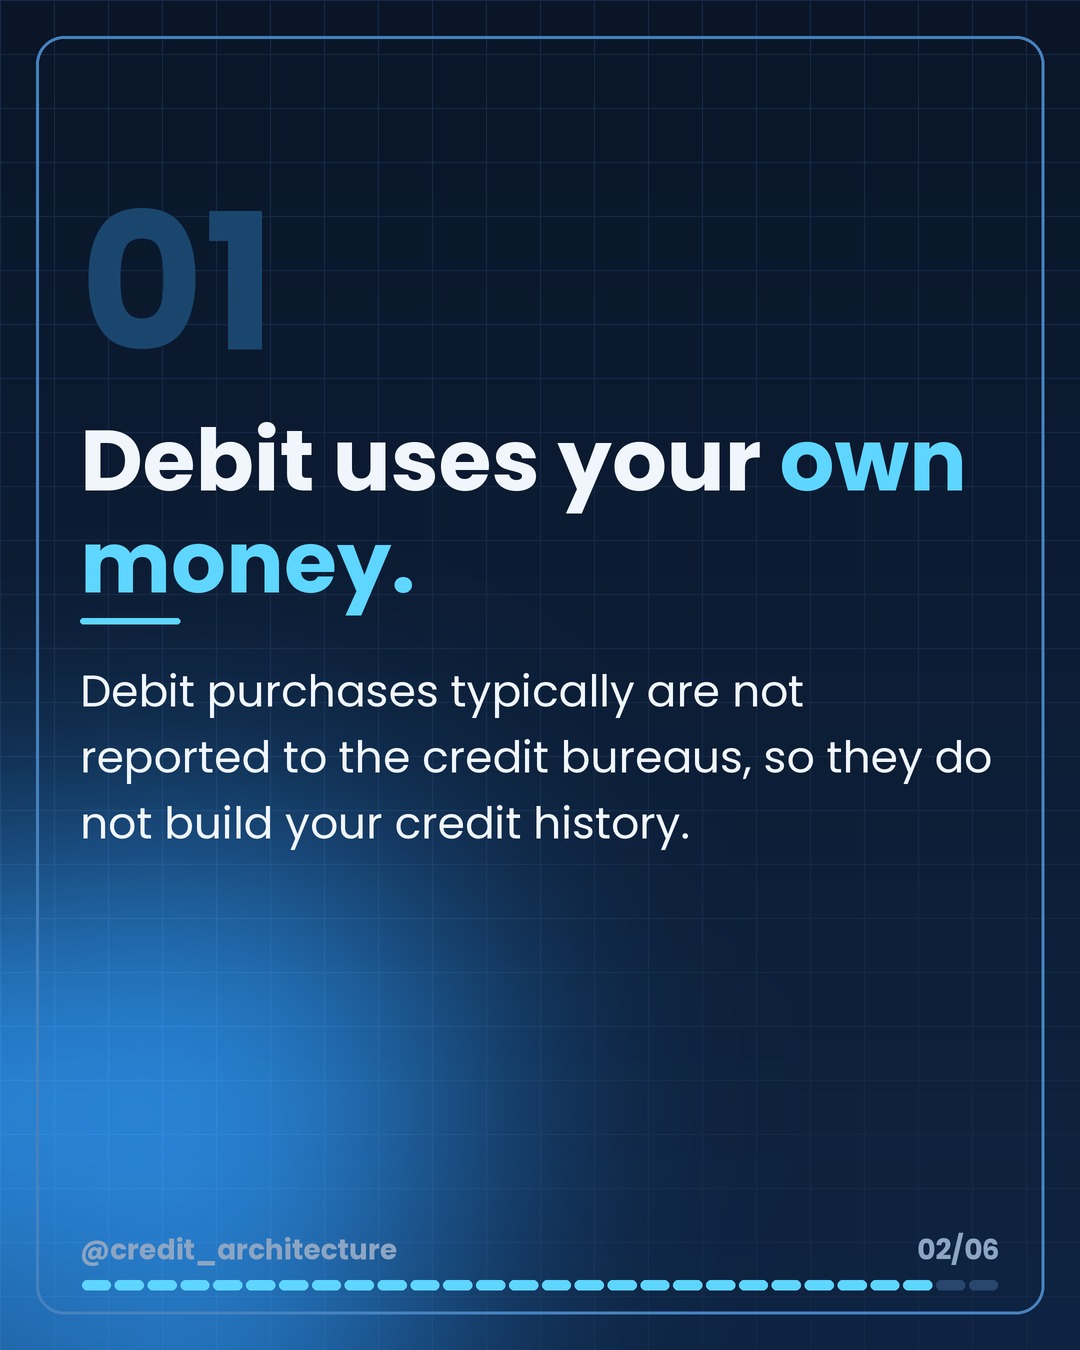 01
Debit uses your own
money.
Debit purchases typically are not
reported to the credit bureaus, so they do
not build your credit history.
@credit_architecture
02/06